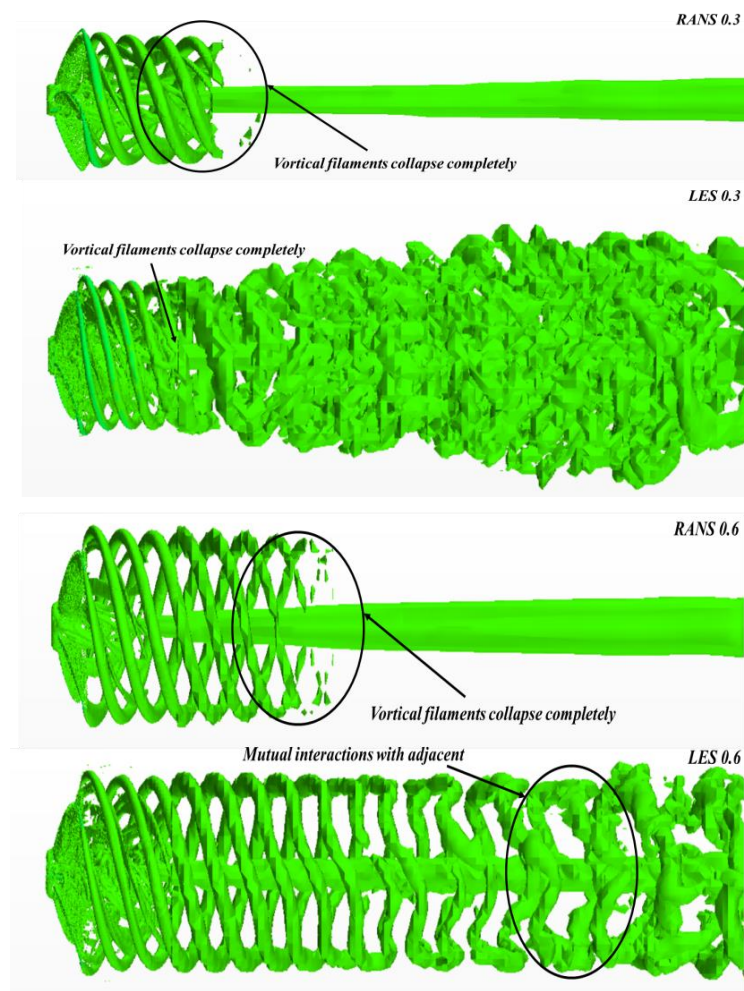 RANS 0.3
Vortical filaments collapse completely
LES 0.3
Vortical filaments collapse completely
RANS 0.6
Vortical filaments collapse completely
Mutual interactions with adjacent
LES 0.6